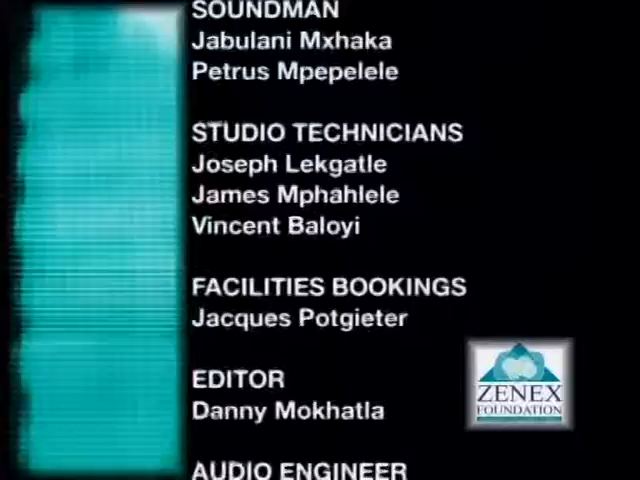 SOUNDMAN
Jabulani Mxhaka
Petrus Mpepelele
STUDIO TECHNICIANS
Joseph Lekgatle
James Mphahlele
Vincent Baloyi
FACILITIES BOOKINGS
Jacques Potgieter
EDITOR
Danny Mokhatla
ZENEX
FOUNDATION
AUDIO ENGINEER